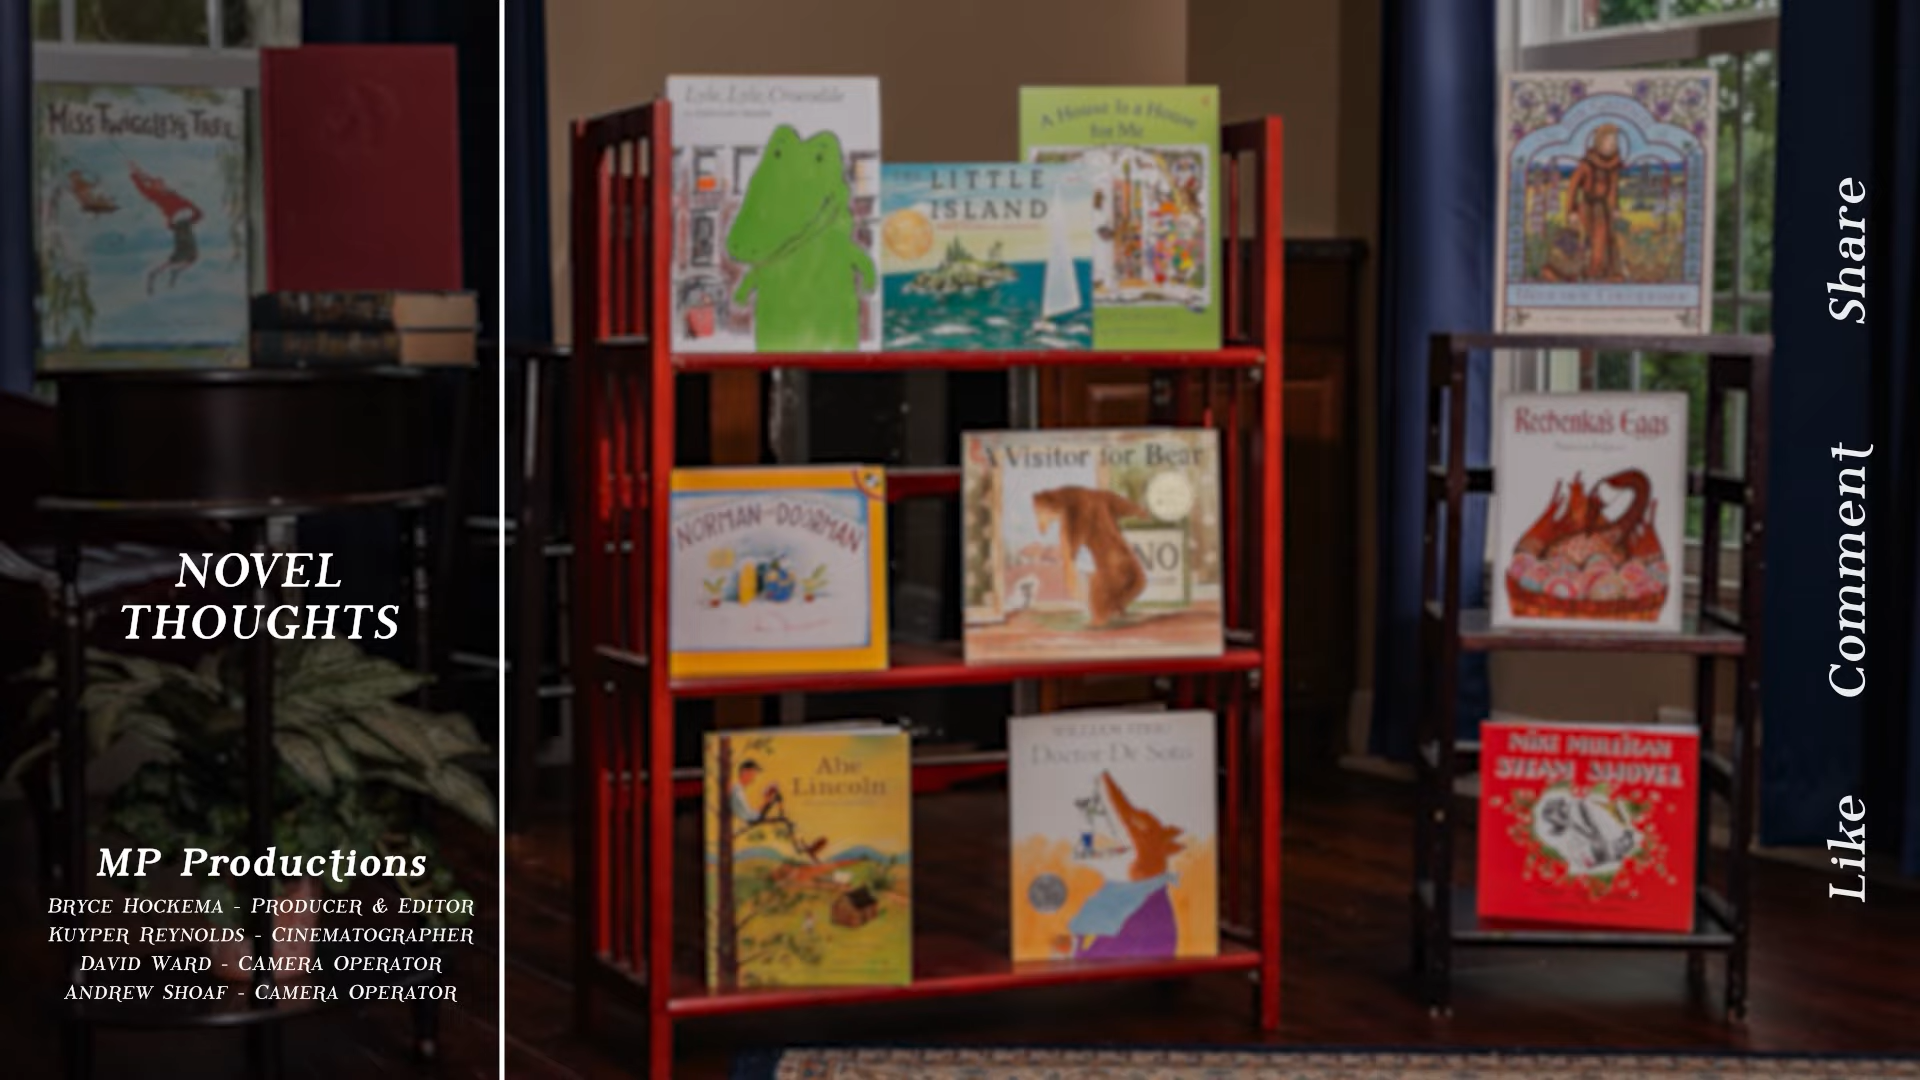 MISS TWIGGLEY'S TREE
NOVEL
THOUGHTS
MP Productions
BRYCE HOCKEMA - PRODUCER & EDITOR
KUYPER REYNOLDS - CINEMATOGRAPHER
DAVID WARD - CAMERA OPERATOR
ANDREW SHOAF - CAMERA OPERATOR
Lyle, Lyle, Crocodile
A House Is a House
for Me
LITTLE
ISLAND
NORMAN THE DOORMAN
A Visitor for Bear
NO
Abe
Lincoln
WILLIAM STEIG
Doctor De Soto
Rechenka's Eggs
MIKE MULLIGAN
STEAM SHOVEL
Like Comment Share